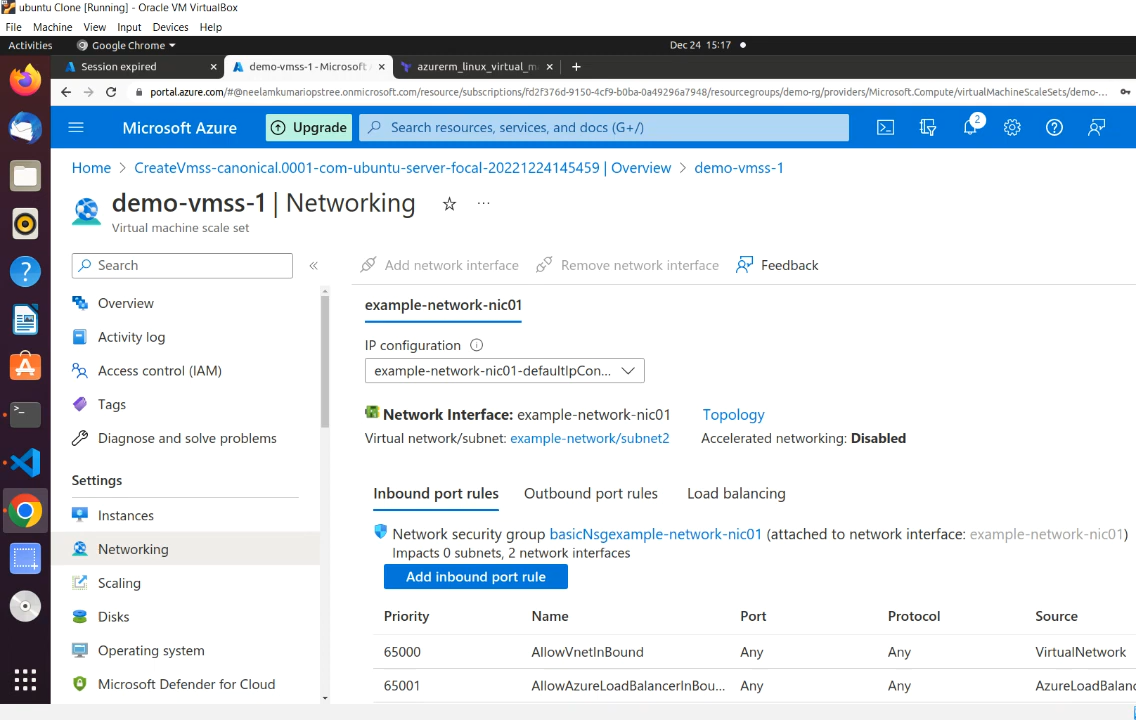 ubuntu Clone [Running] - Oracle VM VirtualBox
File Machine View Input Devices Help
Activities Google Chrome Dec 24 15:17
Session expired demo-vmss-1 - Microsoft azurerm_linux_virtual_m
portal.azure.com/#@neelamkumariopstree.onmicrosoft.com/resource/subscriptions/fd2f376d-9150-4cf9-b0ba-0a49296a7948/resourcegroups/demo-rg/providers/Microsoft.Compute/virtualMachineScaleSets/demo-...
Microsoft Azure Upgrade Search resources, services, and docs (G+/) 2
Home > CreateVmss-canonical.0001-com-ubuntu-server-focal-20221224145459 | Overview > demo-vmss-1
demo-vmss-1 | Networking ...
Virtual machine scale set
Search «
Add network interface Remove network interface Feedback
Overview
Activity log
Access control (IAM)
Tags
Diagnose and solve problems
Settings
Instances
Networking
Scaling
Disks
Operating system
Microsoft Defender for Cloud
example-network-nic01
IP configuration
example-network-nic01-defaultIpCon...
Network Interface: example-network-nic01 Topology
Virtual network/subnet: example-network/subnet2 Accelerated networking: Disabled
Inbound port rules Outbound port rules Load balancing
Network security group basicNsgexample-network-nic01 (attached to network interface: example-network-nic01)
Impacts 0 subnets, 2 network interfaces
Add inbound port rule
Priority Name Port Protocol Source
65000 AllowVnetInBound Any Any VirtualNetwork
65001 AllowAzureLoadBalancerInBou... Any Any AzureLoadBalanc